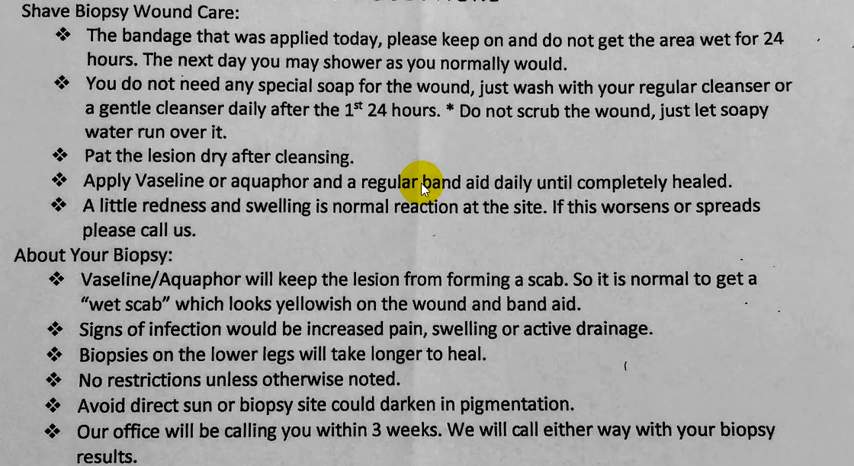 Shave Biopsy Wound Care:
❖ The bandage that was applied today, please keep on and do not get the area wet for 24
hours. The next day you may shower as you normally would.
❖ You do not need any special soap for the wound, just wash with your regular cleanser or
a gentle cleanser daily after the 1st 24 hours. * Do not scrub the wound, just let soapy
water run over it.
❖ Pat the lesion dry after cleansing.
❖ Apply Vaseline or aquaphor and a regular band aid daily until completely healed.
❖ A little redness and swelling is normal reaction at the site. If this worsens or spreads
please call us.
About Your Biopsy:
❖ Vaseline/Aquaphor will keep the lesion from forming a scab. So it is normal to get a
“wet scab” which looks yellowish on the wound and band aid.
❖ Signs of infection would be increased pain, swelling or active drainage.
❖ Biopsies on the lower legs will take longer to heal.
❖ No restrictions unless otherwise noted.
❖ Avoid direct sun or biopsy site could darken in pigmentation.
❖ Our office will be calling you within 3 weeks. We will call either way with your biopsy
results.